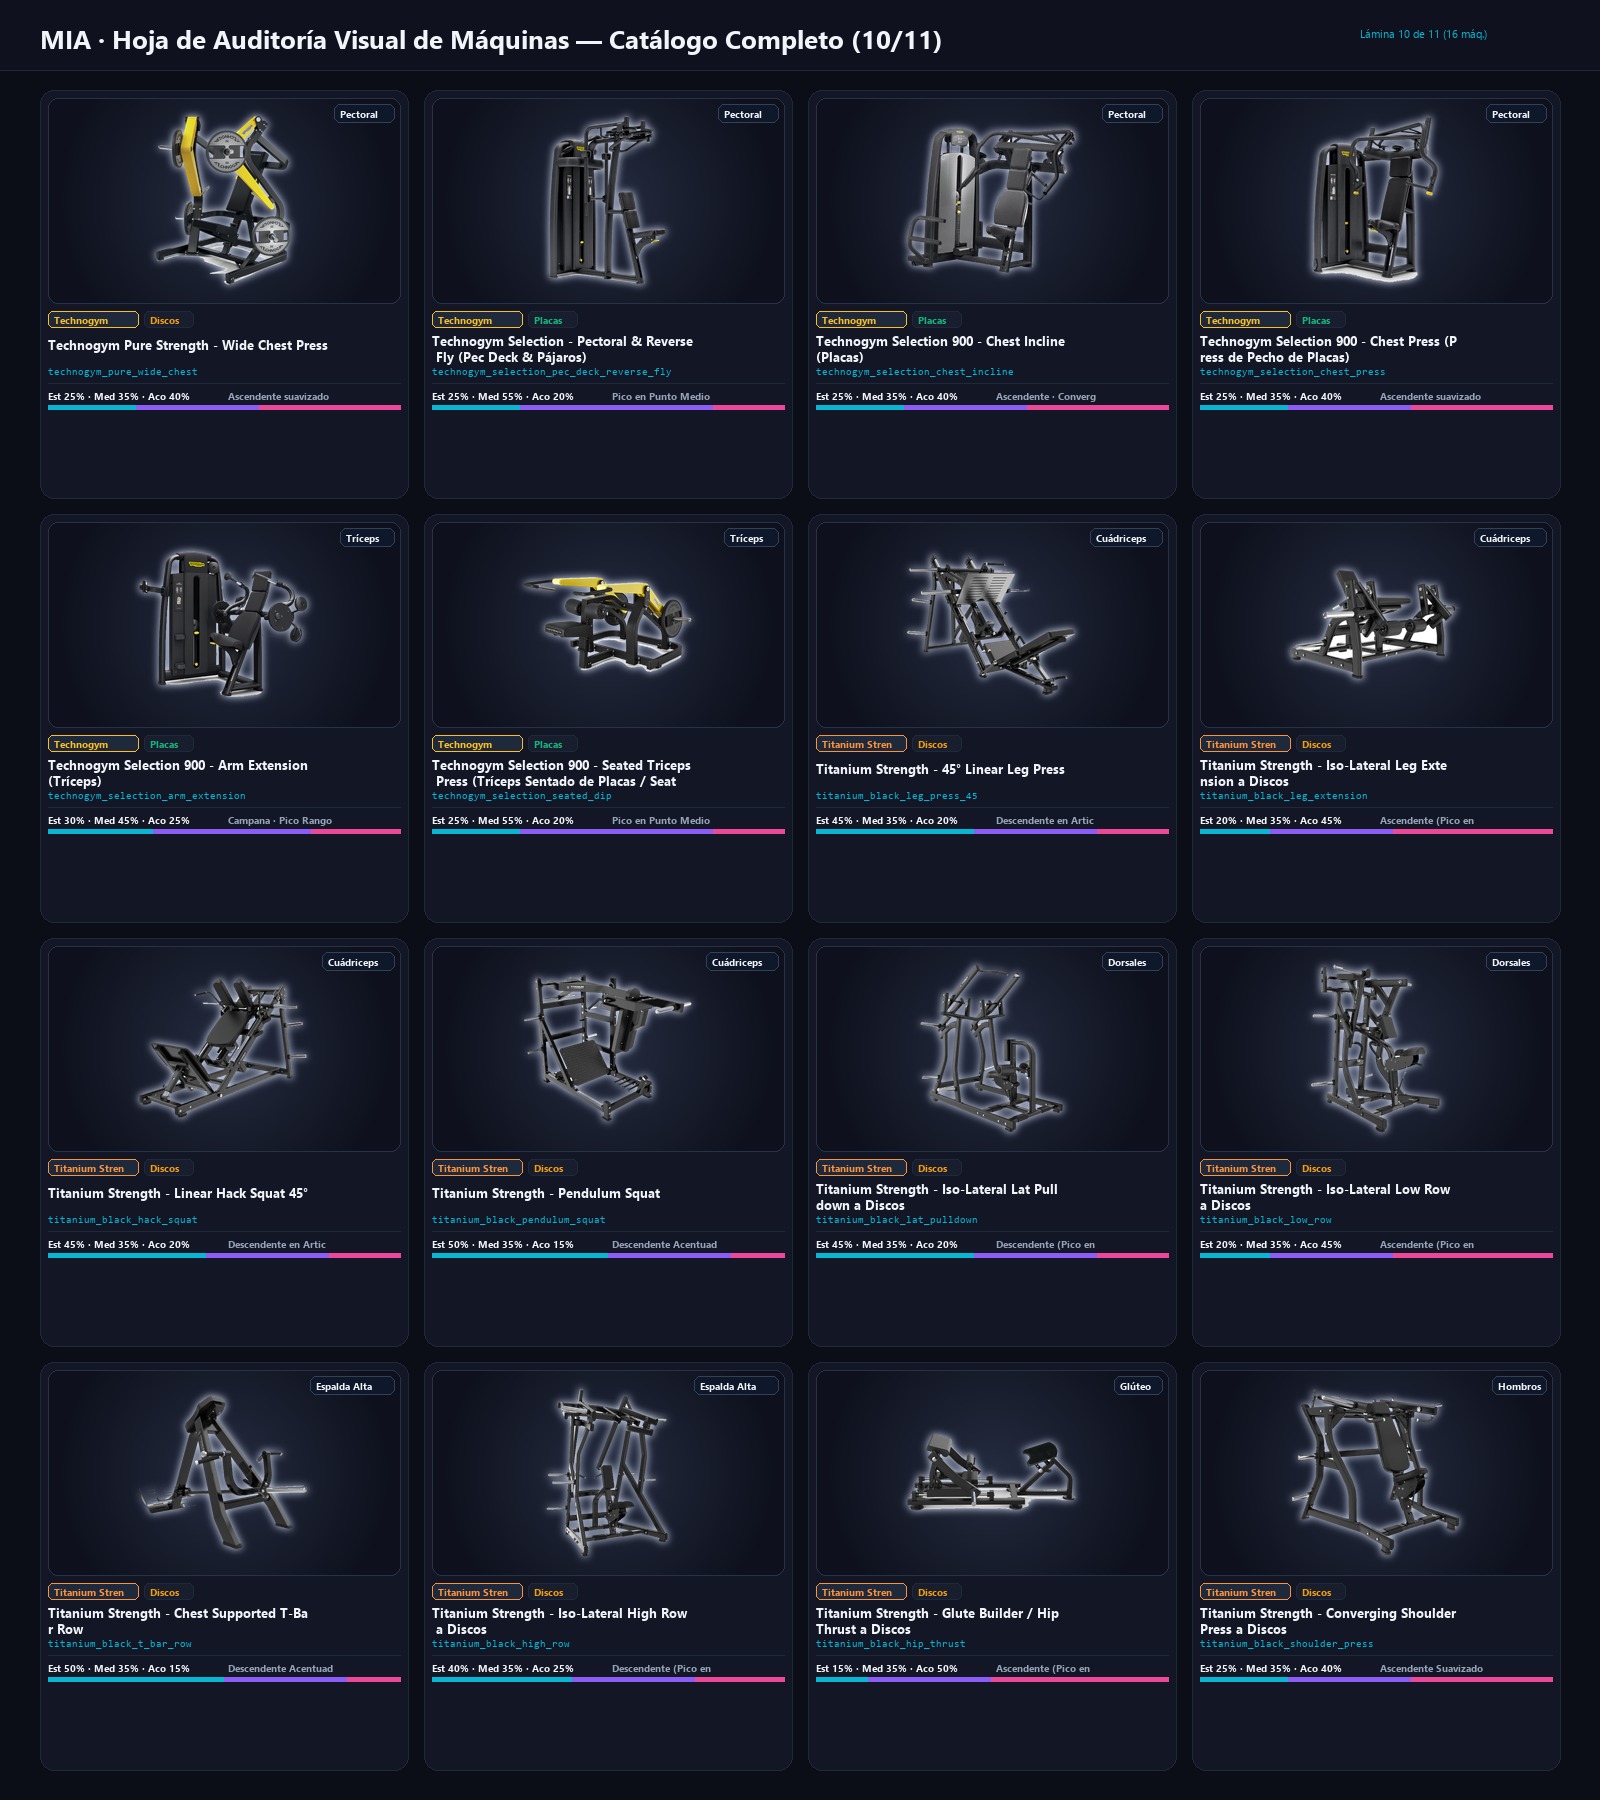 MIA · Hoja de Auditoría Visual de Máquinas — Catálogo Completo (10/11)
Lámina 10 de 11 (16 máq.)
Pectoral
Technogym
Discos
Technogym Pure Strength - Wide Chest Press
technogym_pure_wide_chest
Est 25% · Med 35% · Aco 40%
Ascendente suavizado
Pectoral
Technogym
Placas
Technogym Selection - Pectoral & Reverse
Fly (Pec Deck & Pájaros)
technogym_selection_pec_deck_reverse_fly
Est 25% · Med 55% · Aco 20%
Pico en Punto Medio
Pectoral
Technogym
Placas
Technogym Selection 900 - Chest Incline
(Placas)
technogym_selection_chest_incline
Est 25% · Med 35% · Aco 40%
Ascendente · Converg
Pectoral
Technogym
Placas
Technogym Selection 900 - Chest Press (P
ress de Pecho de Placas)
technogym_selection_chest_press
Est 25% · Med 35% · Aco 40%
Ascendente suavizado
Tríceps
Technogym
Placas
Technogym Selection 900 - Arm Extension
(Tríceps)
technogym_selection_arm_extension
Est 30% · Med 45% · Aco 25%
Campana · Pico Rango
Tríceps
Technogym
Placas
Technogym Selection 900 - Seated Triceps
Press (Tríceps Sentado de Placas / Seat
technogym_selection_seated_dip
Est 25% · Med 55% · Aco 20%
Pico en Punto Medio
Cuádriceps
Titanium Stren
Discos
Titanium Strength - 45° Linear Leg Press
titanium_black_leg_press_45
Est 45% · Med 35% · Aco 20%
Descendente en Artic
Cuádriceps
Titanium Stren
Discos
Titanium Strength - Iso-Lateral Leg Exte
nsion a Discos
titanium_black_leg_extension
Est 20% · Med 35% · Aco 45%
Ascendente (Pico en
Cuádriceps
Titanium Stren
Discos
Titanium Strength - Linear Hack Squat 45°
titanium_black_hack_squat
Est 45% · Med 35% · Aco 20%
Descendente en Artic
Cuádriceps
Titanium Stren
Discos
Titanium Strength - Pendulum Squat
titanium_black_pendulum_squat
Est 50% · Med 35% · Aco 15%
Descendente Acentuad
Dorsales
Titanium Stren
Discos
Titanium Strength - Iso-Lateral Lat Pull
down a Discos
titanium_black_lat_pulldown
Est 45% · Med 35% · Aco 20%
Descendente (Pico en
Dorsales
Titanium Stren
Discos
Titanium Strength - Iso-Lateral Low Row
a Discos
titanium_black_low_row
Est 20% · Med 35% · Aco 45%
Ascendente (Pico en
Espalda Alta
Titanium Stren
Discos
Titanium Strength - Chest Supported T-Ba
r Row
titanium_black_t_bar_row
Est 50% · Med 35% · Aco 15%
Descendente Acentuad
Espalda Alta
Titanium Stren
Discos
Titanium Strength - Iso-Lateral High Row
a Discos
titanium_black_high_row
Est 40% · Med 35% · Aco 25%
Descendente (Pico en
Glúteo
Titanium Stren
Discos
Titanium Strength - Glute Builder / Hip
Thrust a Discos
titanium_black_hip_thrust
Est 15% · Med 35% · Aco 50%
Ascendente (Pico en
Hombros
Titanium Stren
Discos
Titanium Strength - Converging Shoulder
Press a Discos
titanium_black_shoulder_press
Est 25% · Med 35% · Aco 40%
Ascendente Suavizado